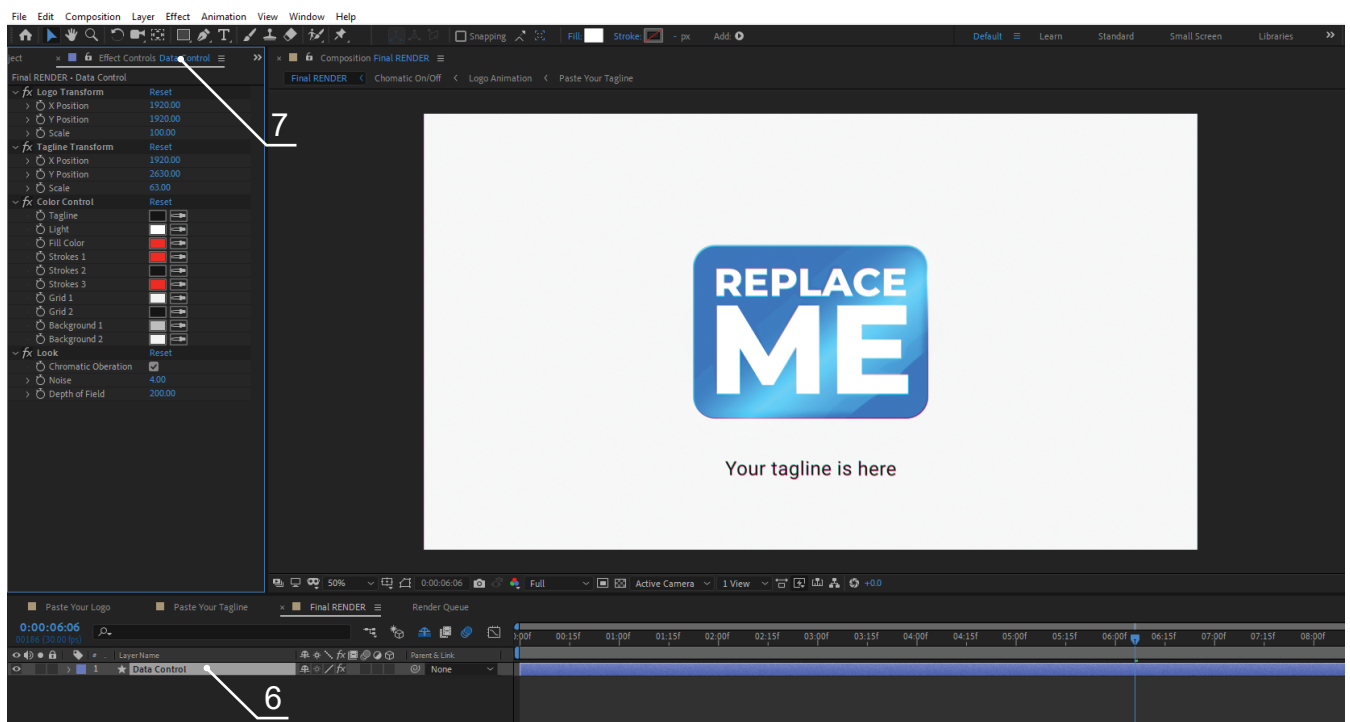 File Edit Composition Layer Effect Animation View Window Help
Snapping Fill: Stroke: - px Add: Default Learn Standard Small Screen Libraries »
ject × Effect Controls Data Control ≡ » × Composition Final RENDER ≡
Final RENDER • Data Control
Final RENDER < Chomatic On/Off < Logo Animation < Paste Your Tagline
fx Logo Transform Reset
X Position 1920.00
Y Position 1920.00
Scale 100.00
7
fx Tagline Transform Reset
X Position 1920.00
Y Position 2630.00
Scale 63.00
fx Color Control Reset
Tagline
Light
Fill Color
Strokes 1
Strokes 2
Strokes 3
Grid 1
Grid 2
Background 1
Background 2
fx Look Reset
Chromatic Oberation
Noise 4.00
Depth of Field 200.00
REPLACE
ME
Your tagline is here
50% 0:00:06:06 Full Active Camera 1 View +0.0
Paste Your Logo Paste Your Tagline × Final RENDER ≡ Render Queue
0:00:06:06
00186 (30.00 fps)
):00f 00:15f 01:00f 01:15f 02:00f 02:15f 03:00f 03:15f 04:00f 04:15f 05:00f 05:15f 06:00f 06:15f 07:00f 07:15f 08:00f
# Layer Name fx Parent & Link
1 Data Control fx None
6